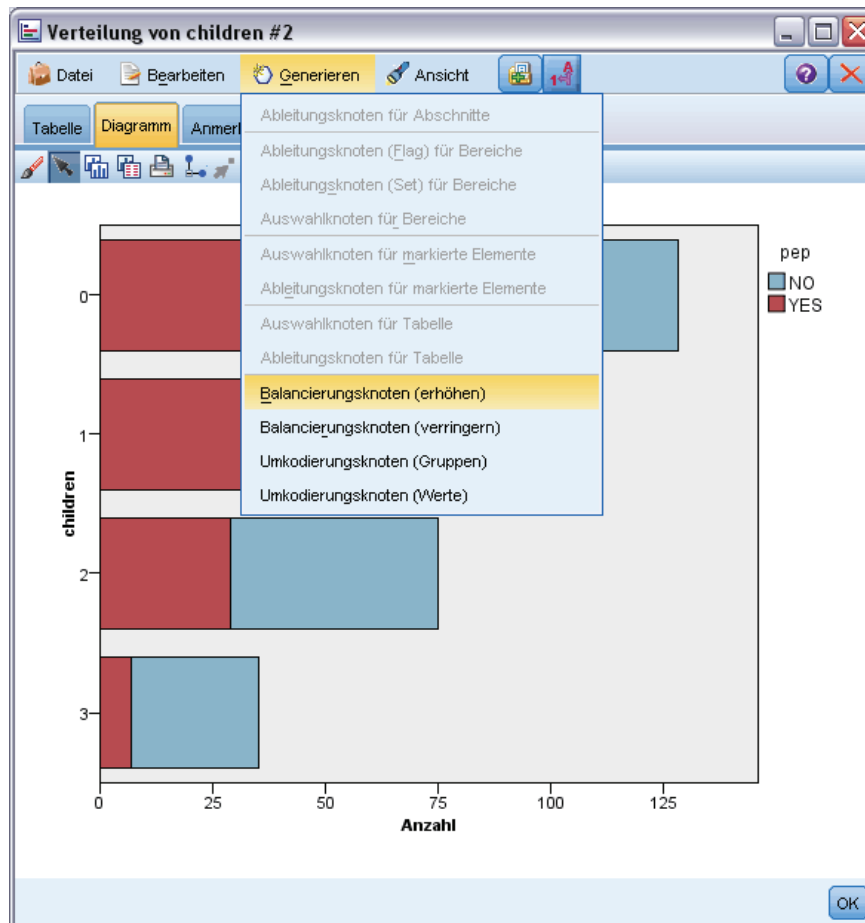 Verteilung von children #2
Datei Bearbeiten Generieren Ansicht
Tabelle Diagramm
Ableitungsknoten für Abschnitte
Ableitungsknoten (Flag) für Bereiche
Ableitungsknoten (Set) für Bereiche
Auswahlknoten für Bereiche
Auswahlknoten für markierte Elemente
Ableitungsknoten für markierte Elemente
Auswahlknoten für Tabelle
Ableitungsknoten für Tabelle
Balancierungsknoten (erhöhen)
Balancierungsknoten (verringern)
Umkodierungsknoten (Gruppen)
Umkodierungsknoten (Werte)
pep
NO
YES
children
0
1
2
3
0 25 50 75 100 125
Anzahl
OK